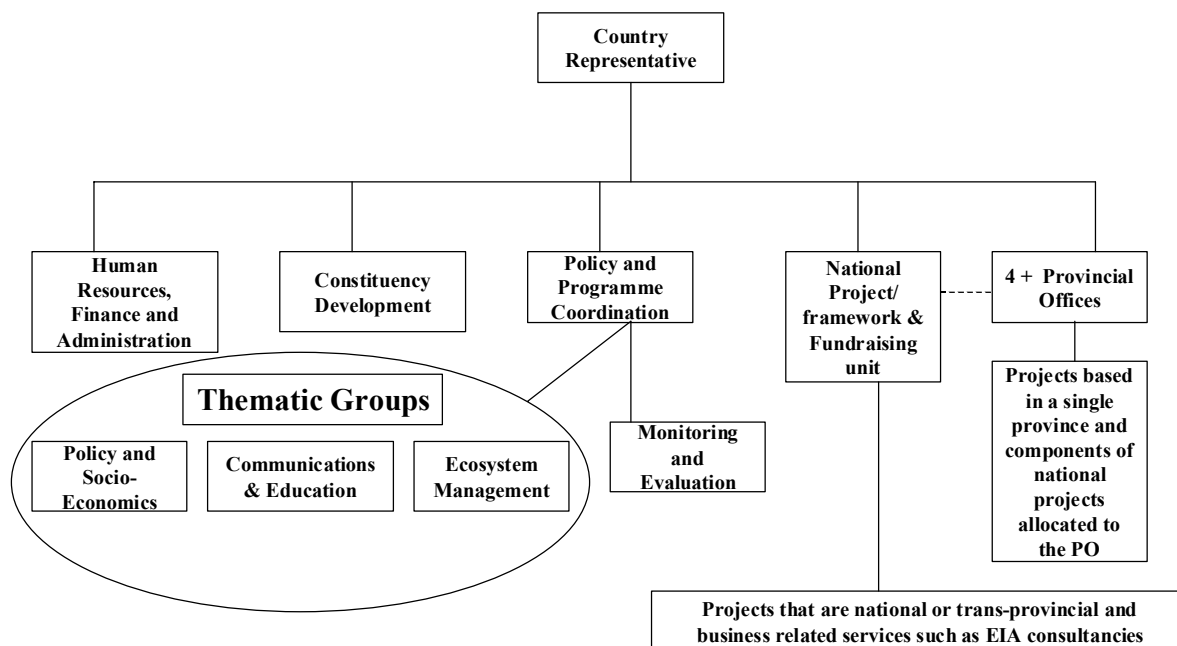 Country
Representative
Human
Resources,
Finance and
Administration
Constituency
Development
Policy and
Programme
Coordination
National
Project/
framework &
Fundraising
unit
4 + Provincial
Offices
Thematic Groups
Policy and
Socio-
Economics
Communications
& Education
Ecosystem
Management
Monitoring
and
Evaluation
Projects based
in a single
province and
components of
national
projects
allocated to
the PO
Projects that are national or trans-provincial and
business related services such as EIA consultancies